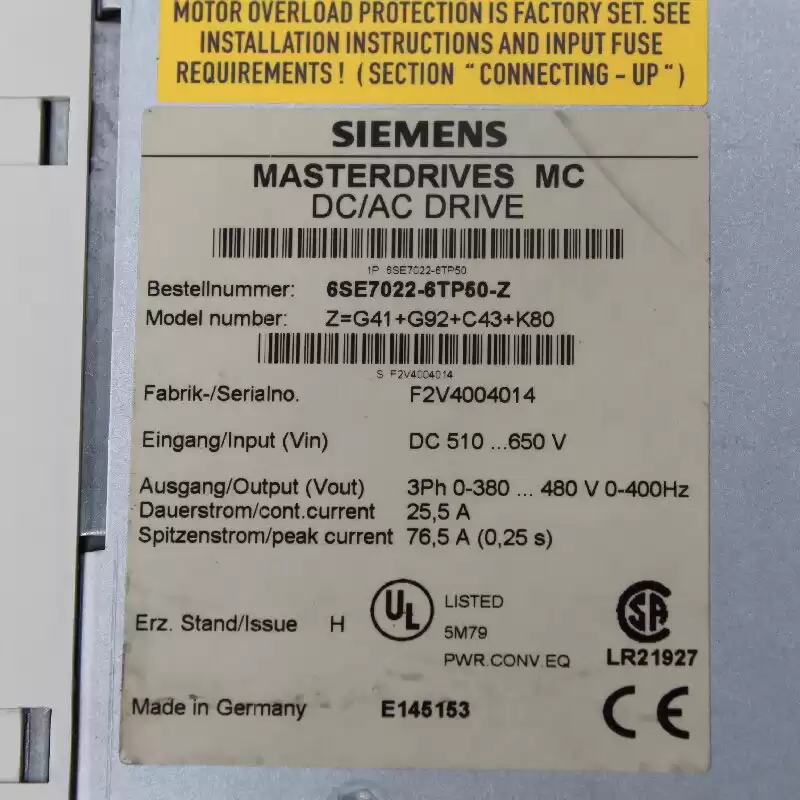 MOTOR OVERLOAD PROTECTION IS FACTORY SET. SEE
INSTALLATION INSTRUCTIONS AND INPUT FUSE
REQUIREMENTS ! ( SECTION " CONNECTING - UP " )
SIEMENS
MASTERDRIVES MC
DC/AC DRIVE
1P 6SE7022-6TP50
Bestellnummer: 6SE7022-6TP50-Z
Model number: Z=G41+G92+C43+K80
S F2V4004014
Fabrik-/Serialno. F2V4004014
Eingang/Input (Vin) DC 510 ...650 V
Ausgang/Output (Vout) 3Ph 0-380 ... 480 V 0-400Hz
Dauerstrom/cont.current 25,5 A
Spitzenstrom/peak current 76,5 A (0,25 s)
Erz. Stand/Issue H
UL
LISTED
5M79
PWR.CONV.EQ
SA
LR21927
Made in Germany E145153
CE